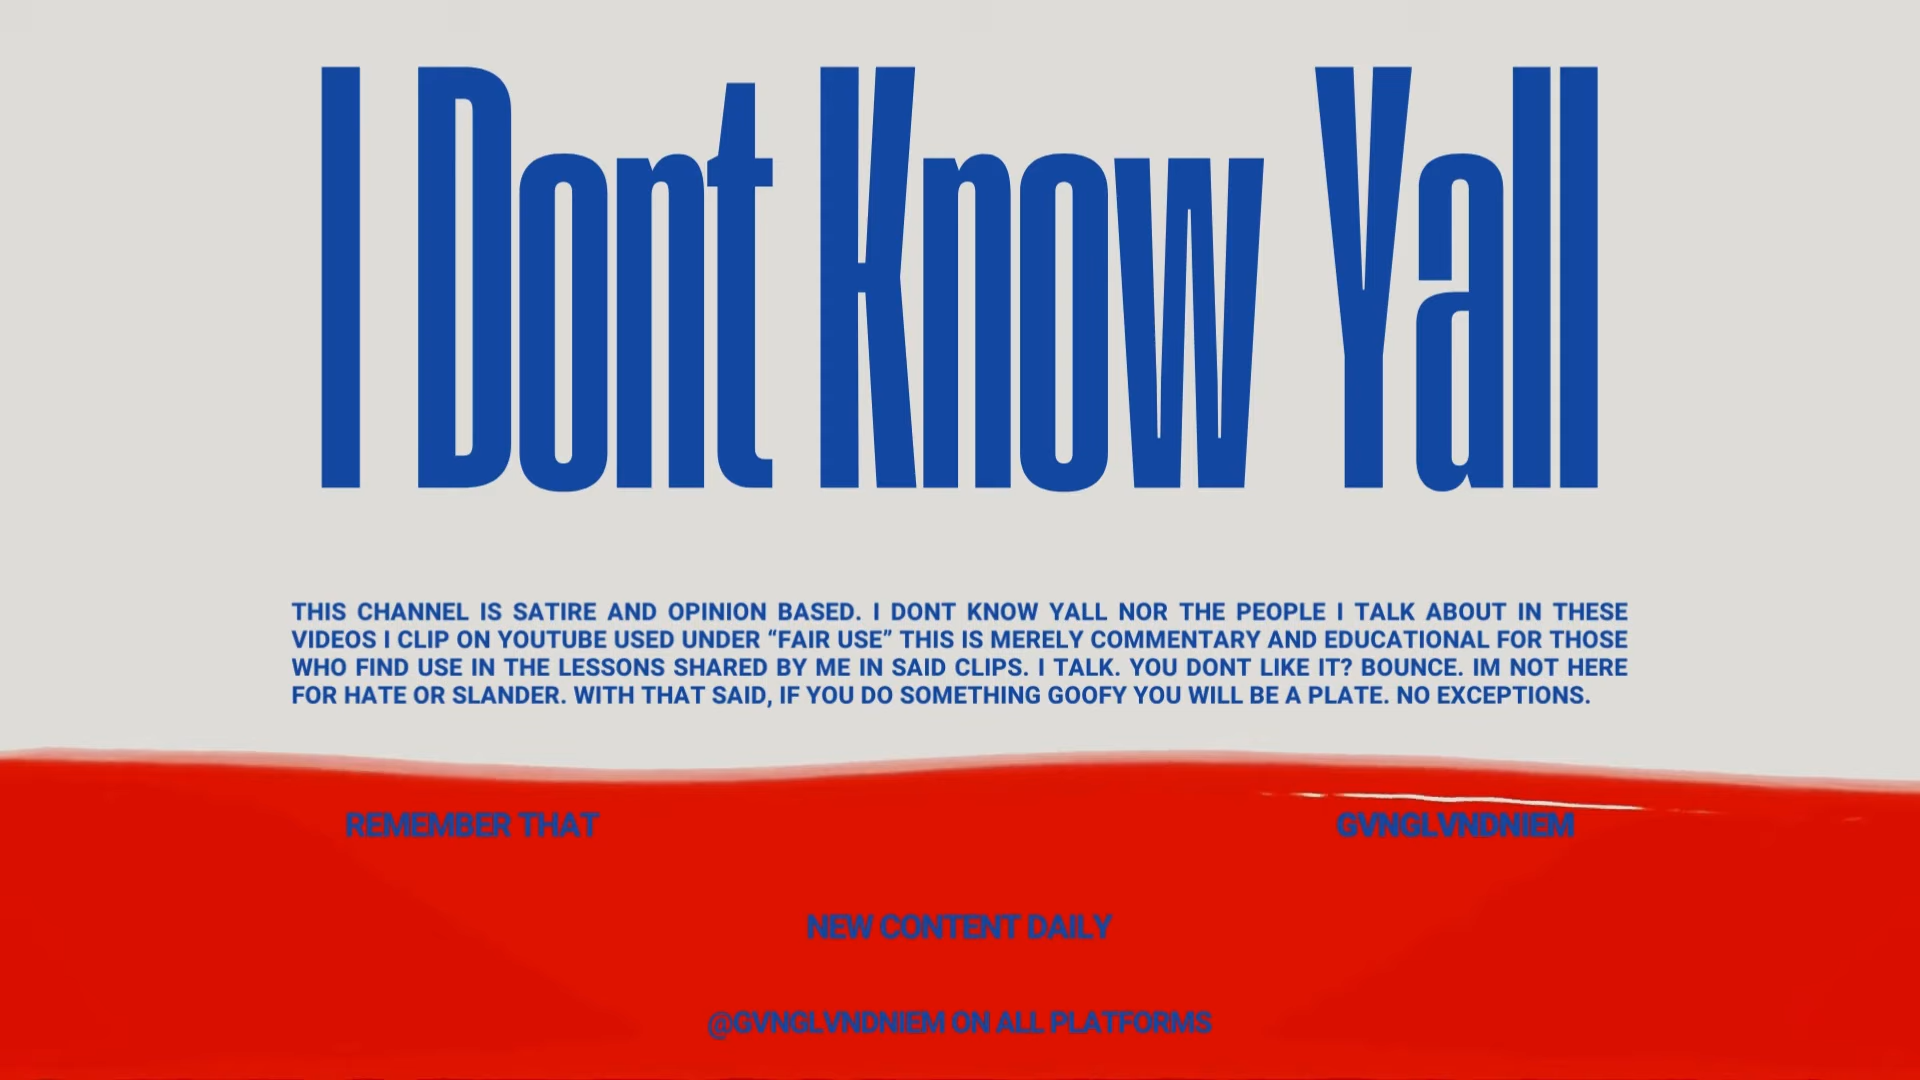 I Dont Know Yall
THIS CHANNEL IS SATIRE AND OPINION BASED. I DONT KNOW YALL NOR THE PEOPLE I TALK ABOUT IN THESE
VIDEOS I CLIP ON YOUTUBE USED UNDER “FAIR USE” THIS IS MERELY COMMENTARY AND EDUCATIONAL FOR THOSE
WHO FIND USE IN THE LESSONS SHARED BY ME IN SAID CLIPS. I TALK. YOU DONT LIKE IT? BOUNCE. IM NOT HERE
FOR HATE OR SLANDER. WITH THAT SAID, IF YOU DO SOMETHING GOOFY YOU WILL BE A PLATE. NO EXCEPTIONS.
REMEMBER THAT
GVNGLVNDNIEM
NEW CONTENT DAILY
@GVNGLVNDNIEM ON ALL PLATFORMS